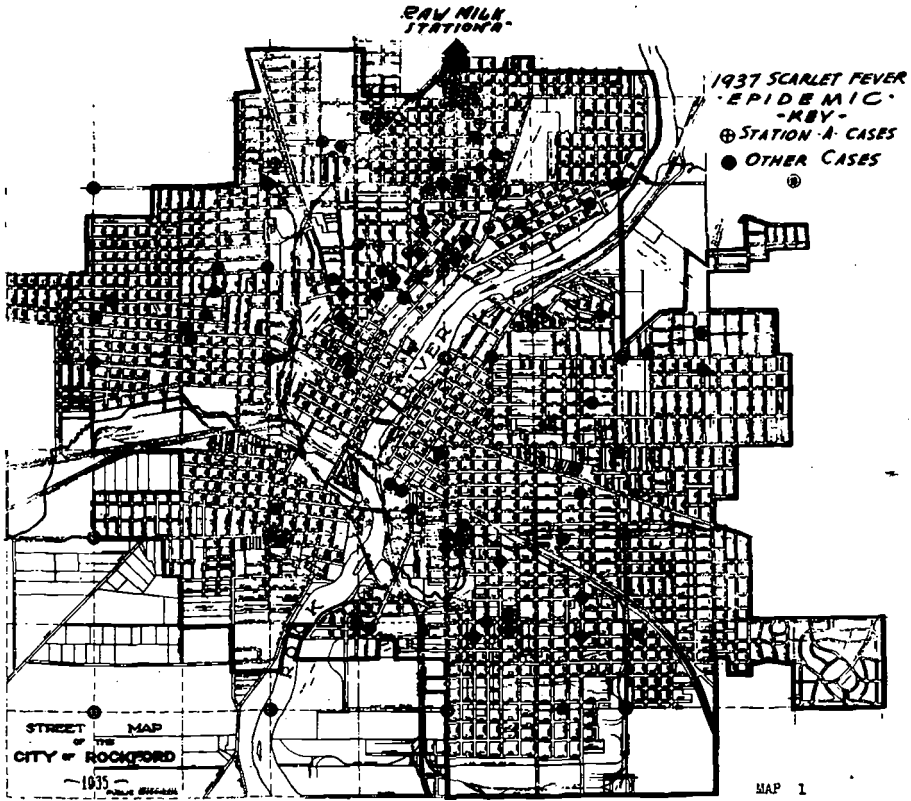 RAW MILK
STATION "A"
1937 SCARLET FEVER
· EPIDEMIC ·
- KEY -
⊕ STATION · A · CASES
● OTHER CASES
RIVER
ROCK
STREET MAP
OF THE
CITY OF ROCKFORD
— 1935 —
MAP 1